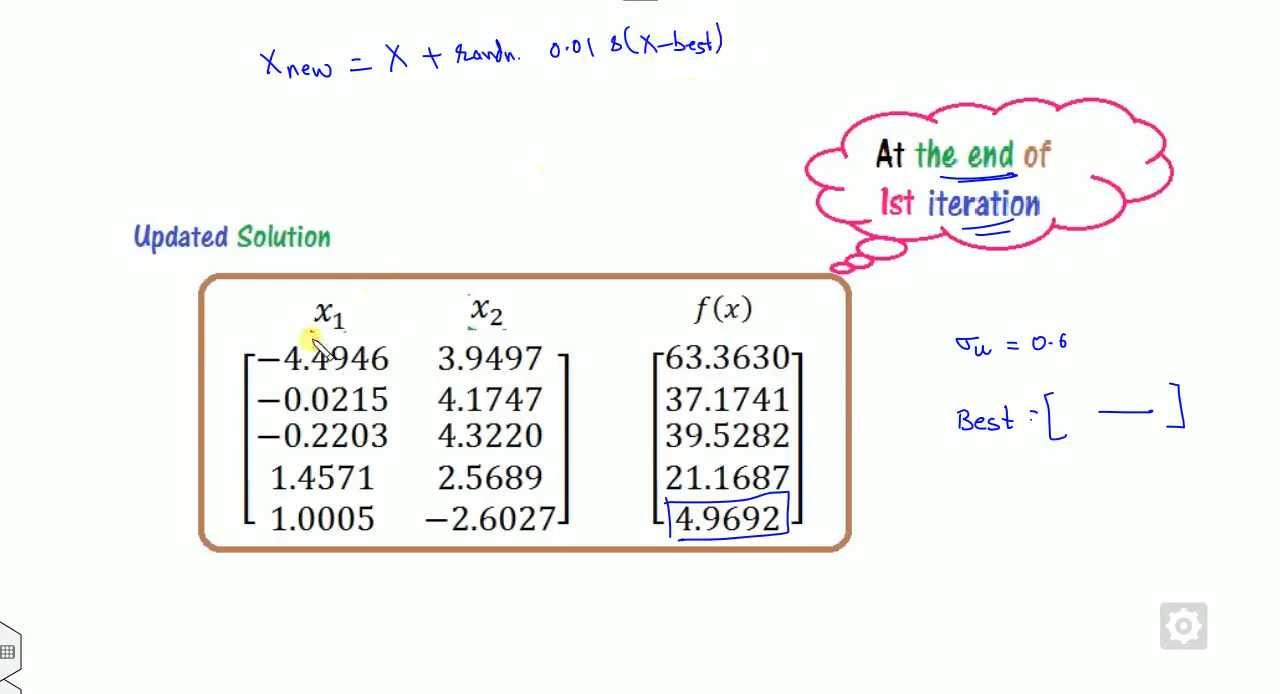 Xnew = X + randn. 0.01 s(X-best)
At the end of
1st iteration
Updated Solution
x1 x2 f(x)
−4.4946 3.9497 63.3630
−0.0215 4.1747 37.1741
−0.2203 4.3220 39.5282
1.4571 2.5689 21.1687
1.0005 −2.6027 4.9692
σu = 0.6
Best : [ — ]